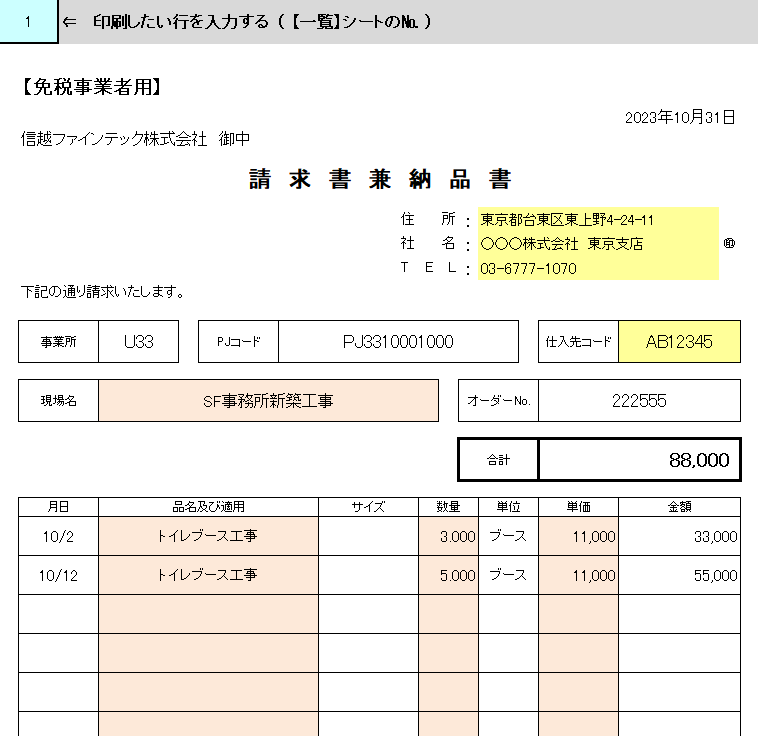 1 ⇐ 印刷したい行を入力する（【一覧】シートの№）
【免税事業者用】
2023年10月31日
信越ファインテック株式会社 御中
請求書兼納品書
住所：東京都台東区東上野4-24-11
社名：〇〇〇株式会社 東京支店 ㊞
ＴＥＬ：03-6777-1070
下記の通り請求いたします。
事業所 U33 PJコード PJ3310001000 仕入先コード AB12345
現場名 SF事務所新築工事 オーダーNo. 222555
合計 88,000
月日 品名及び適用 サイズ 数量 単位 単価 金額
10/2 トイレブース工事 3.000 ブース 11,000 33,000
10/12 トイレブース工事 5.000 ブース 11,000 55,000